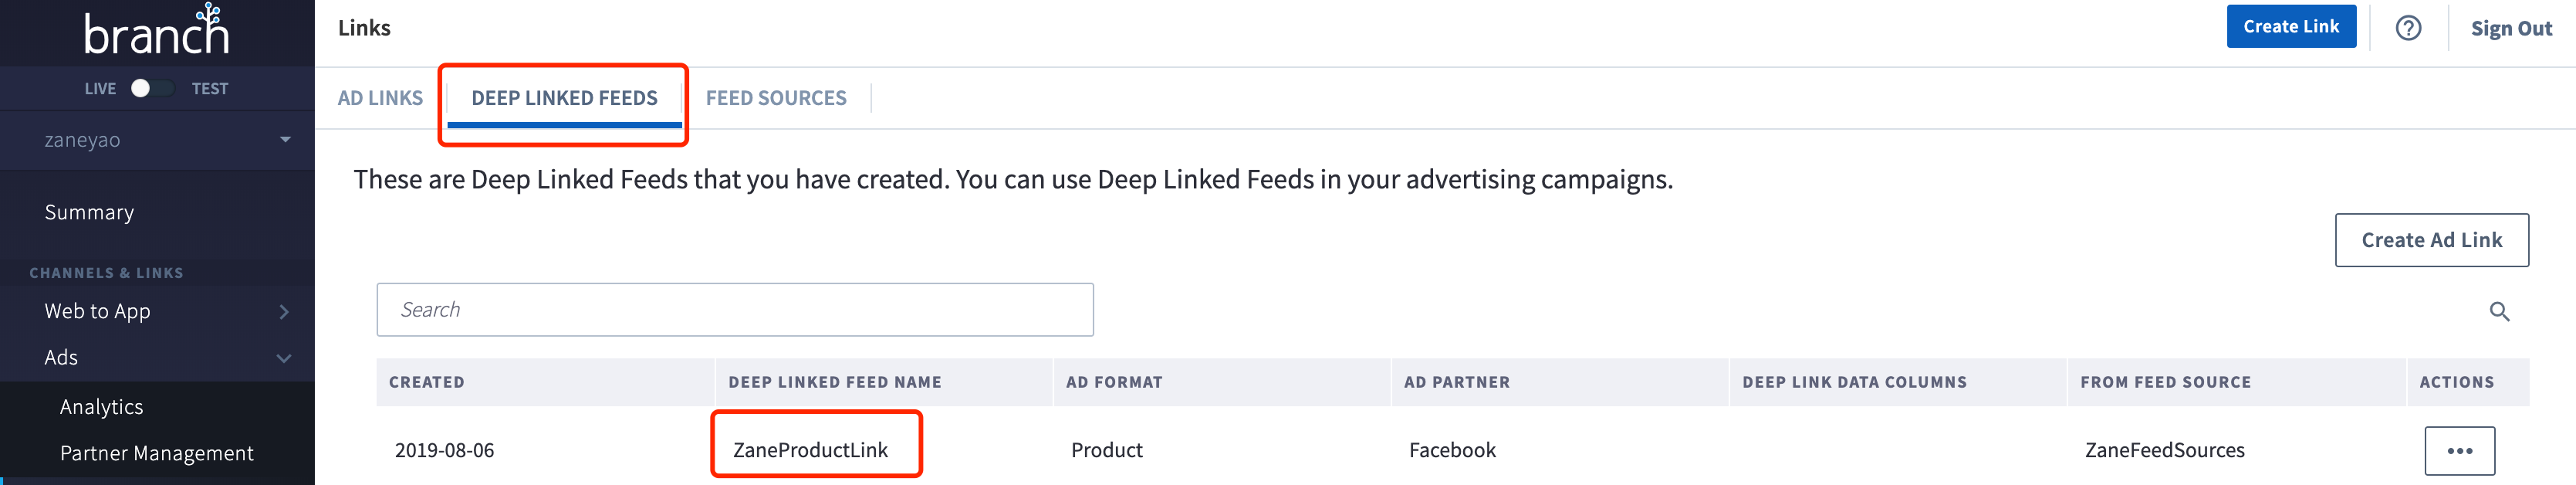 branch
LIVE TEST
zaneyao
Summary
CHANNELS & LINKS
Web to App
Ads
Analytics
Partner Management
Links
Create Link
?
Sign Out
AD LINKS
DEEP LINKED FEEDS
FEED SOURCES
These are Deep Linked Feeds that you have created. You can use Deep Linked Feeds in your advertising campaigns.
Create Ad Link
Search
CREATED DEEP LINKED FEED NAME AD FORMAT AD PARTNER DEEP LINK DATA COLUMNS FROM FEED SOURCE ACTIONS
2019-08-06 ZaneProductLink Product Facebook ZaneFeedSources •••